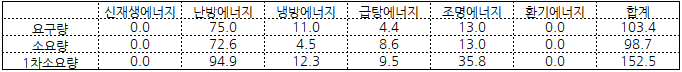 신재생에너지 난방에너지 냉방에너지 급탕에너지 조명에너지 환기에너지 합계
요구량 0.0 75.0 11.0 4.4 13.0 0.0 103.4
소요량 0.0 72.6 4.5 8.6 13.0 0.0 98.7
1차소요량 0.0 94.9 12.3 9.5 35.8 0.0 152.5